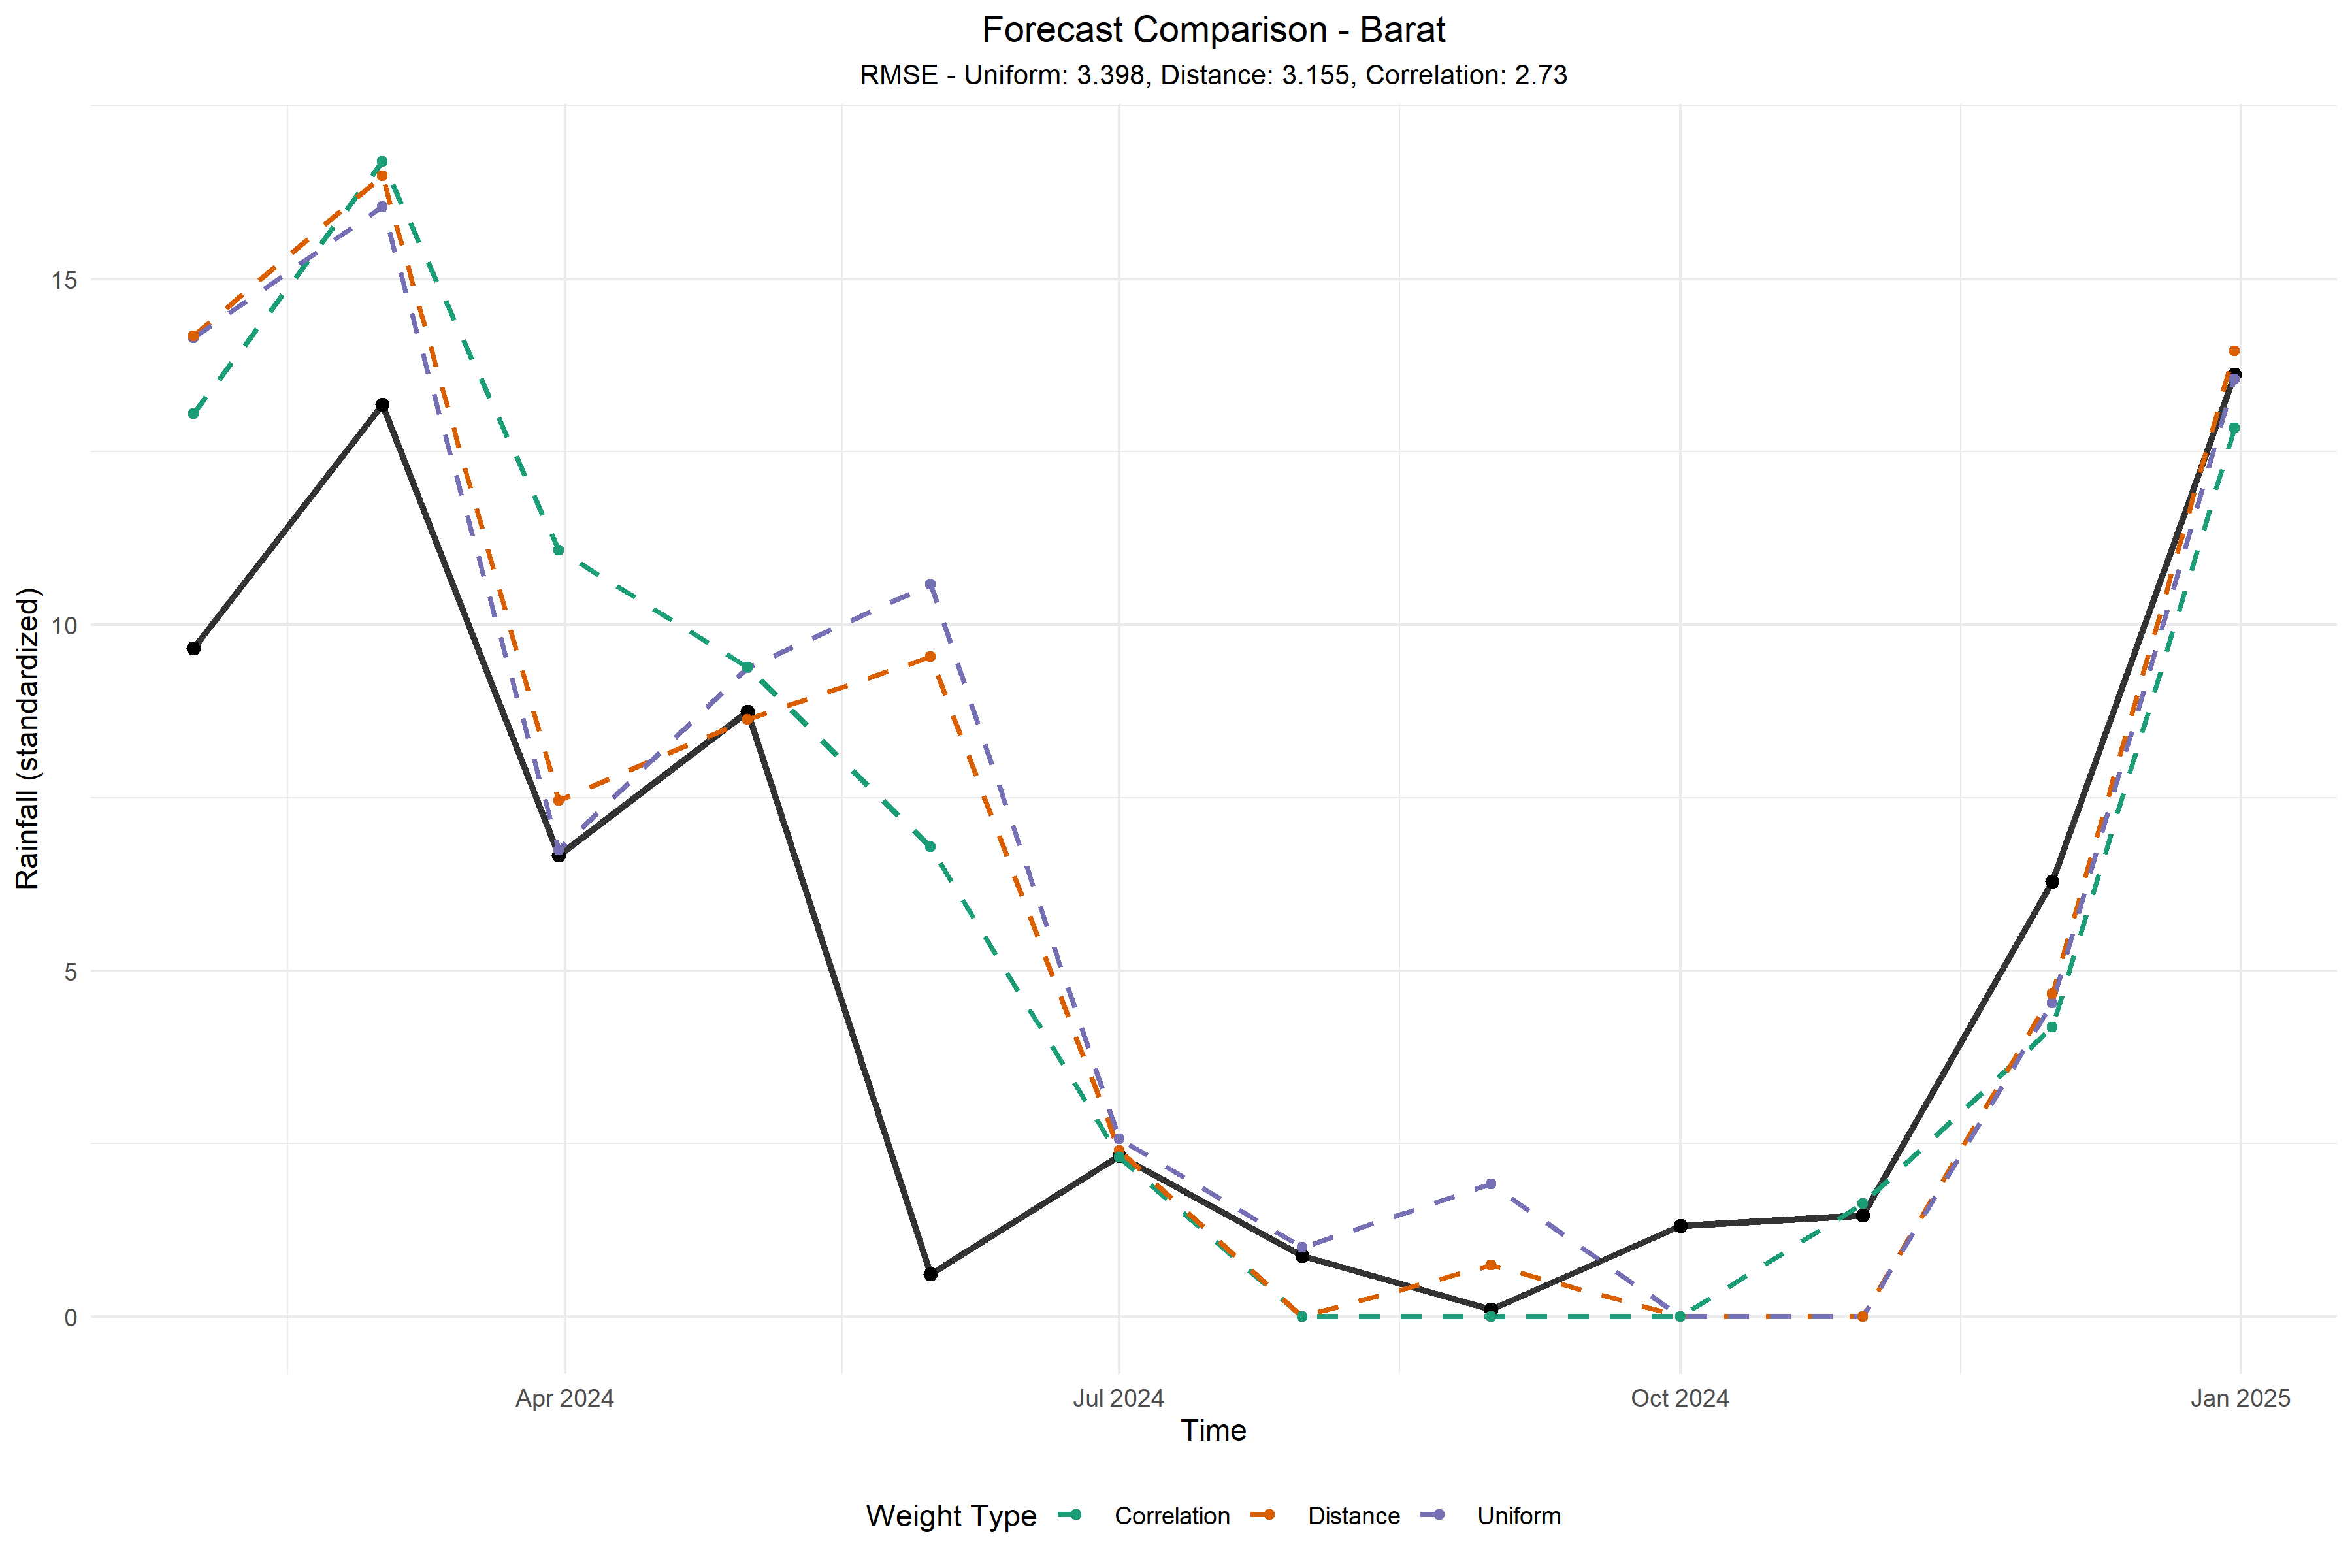 Forecast Comparison - Barat
RMSE - Uniform: 3.398, Distance: 3.155, Correlation: 2.73
Rainfall (standardized)
15
10
5
0
Apr 2024
Jul 2024
Oct 2024
Jan 2025
Time
Weight Type
Correlation
Distance
Uniform